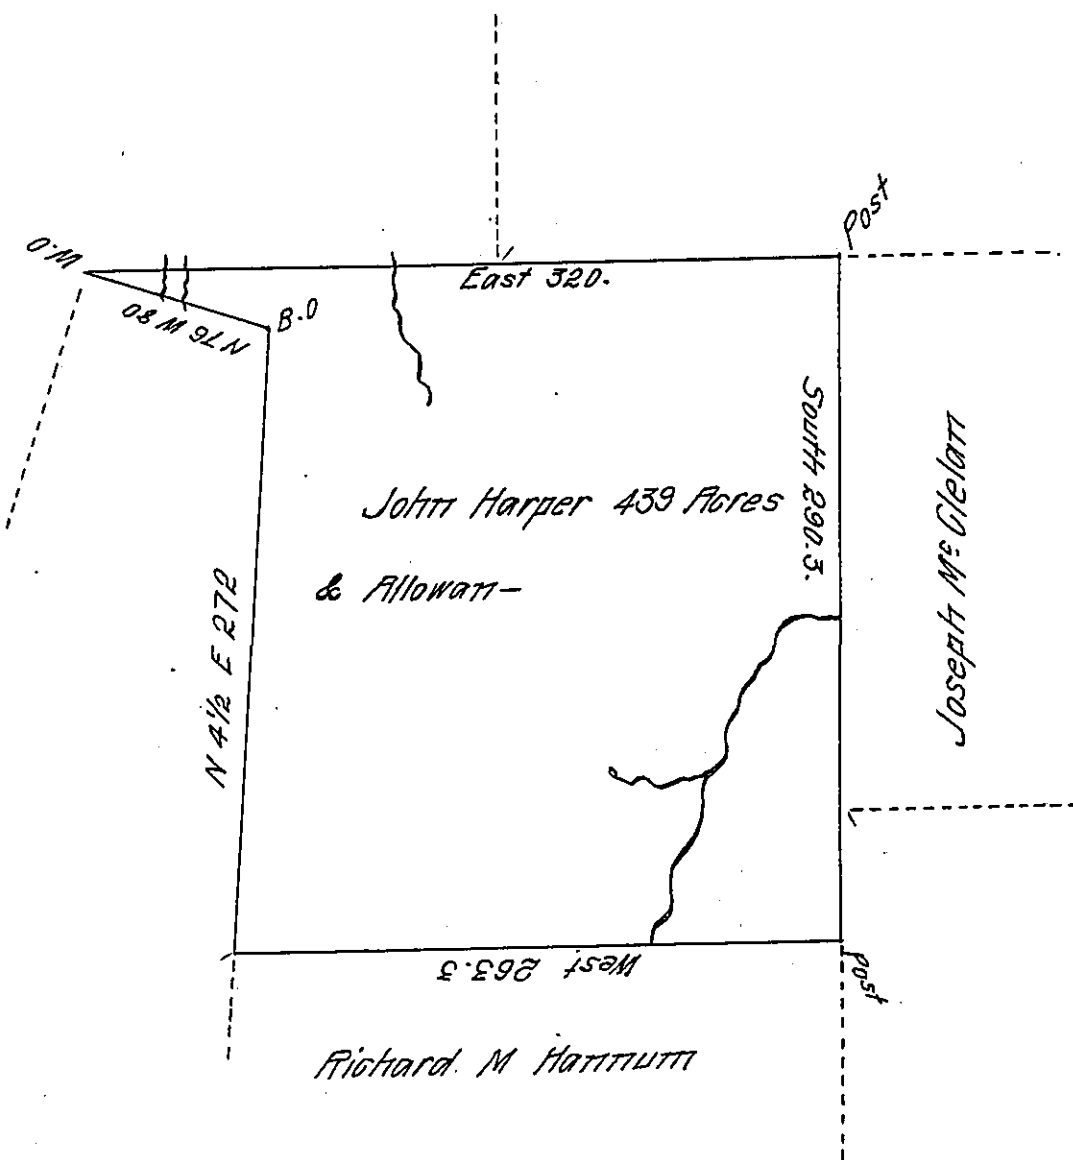 Post
W.O
East 320.
B.O
N 76 W 80
South 290.3.
John Harper 439 Acres
& Allowan-
Joseph Mc Clelan
N 4½ E 272
West 263.3
Post
Richard. M Hannum